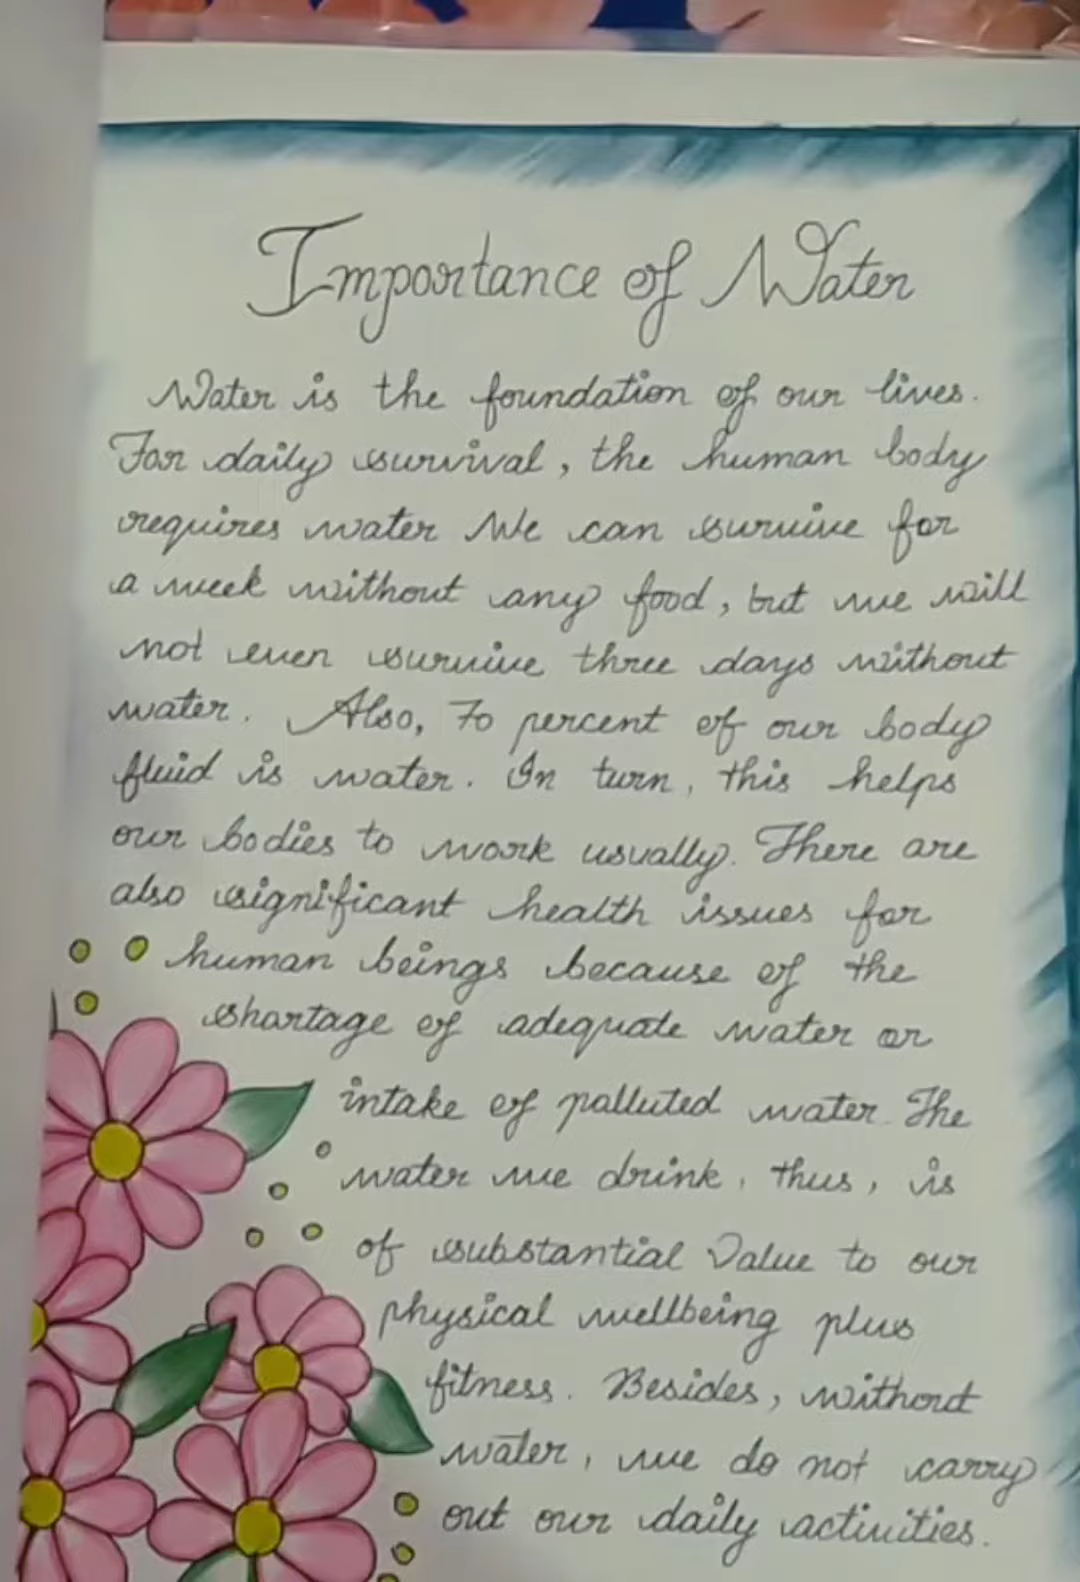 Importance of Water
Water is the foundation of our lives.
For daily survival, the human body
requires water We can survive for
a week without any food, but we will
not even survive three days without
water. Also, 70 percent of our body
fluid is water. In turn, this helps
our bodies to work usually. There are
also significant health issues for
human beings because of the
shortage of adequate water or
intake of polluted water. The
water we drink, thus, is
of substantial Value to our
physical wellbeing plus
fitness. Besides, without
water, we do not carry
out our daily activities.